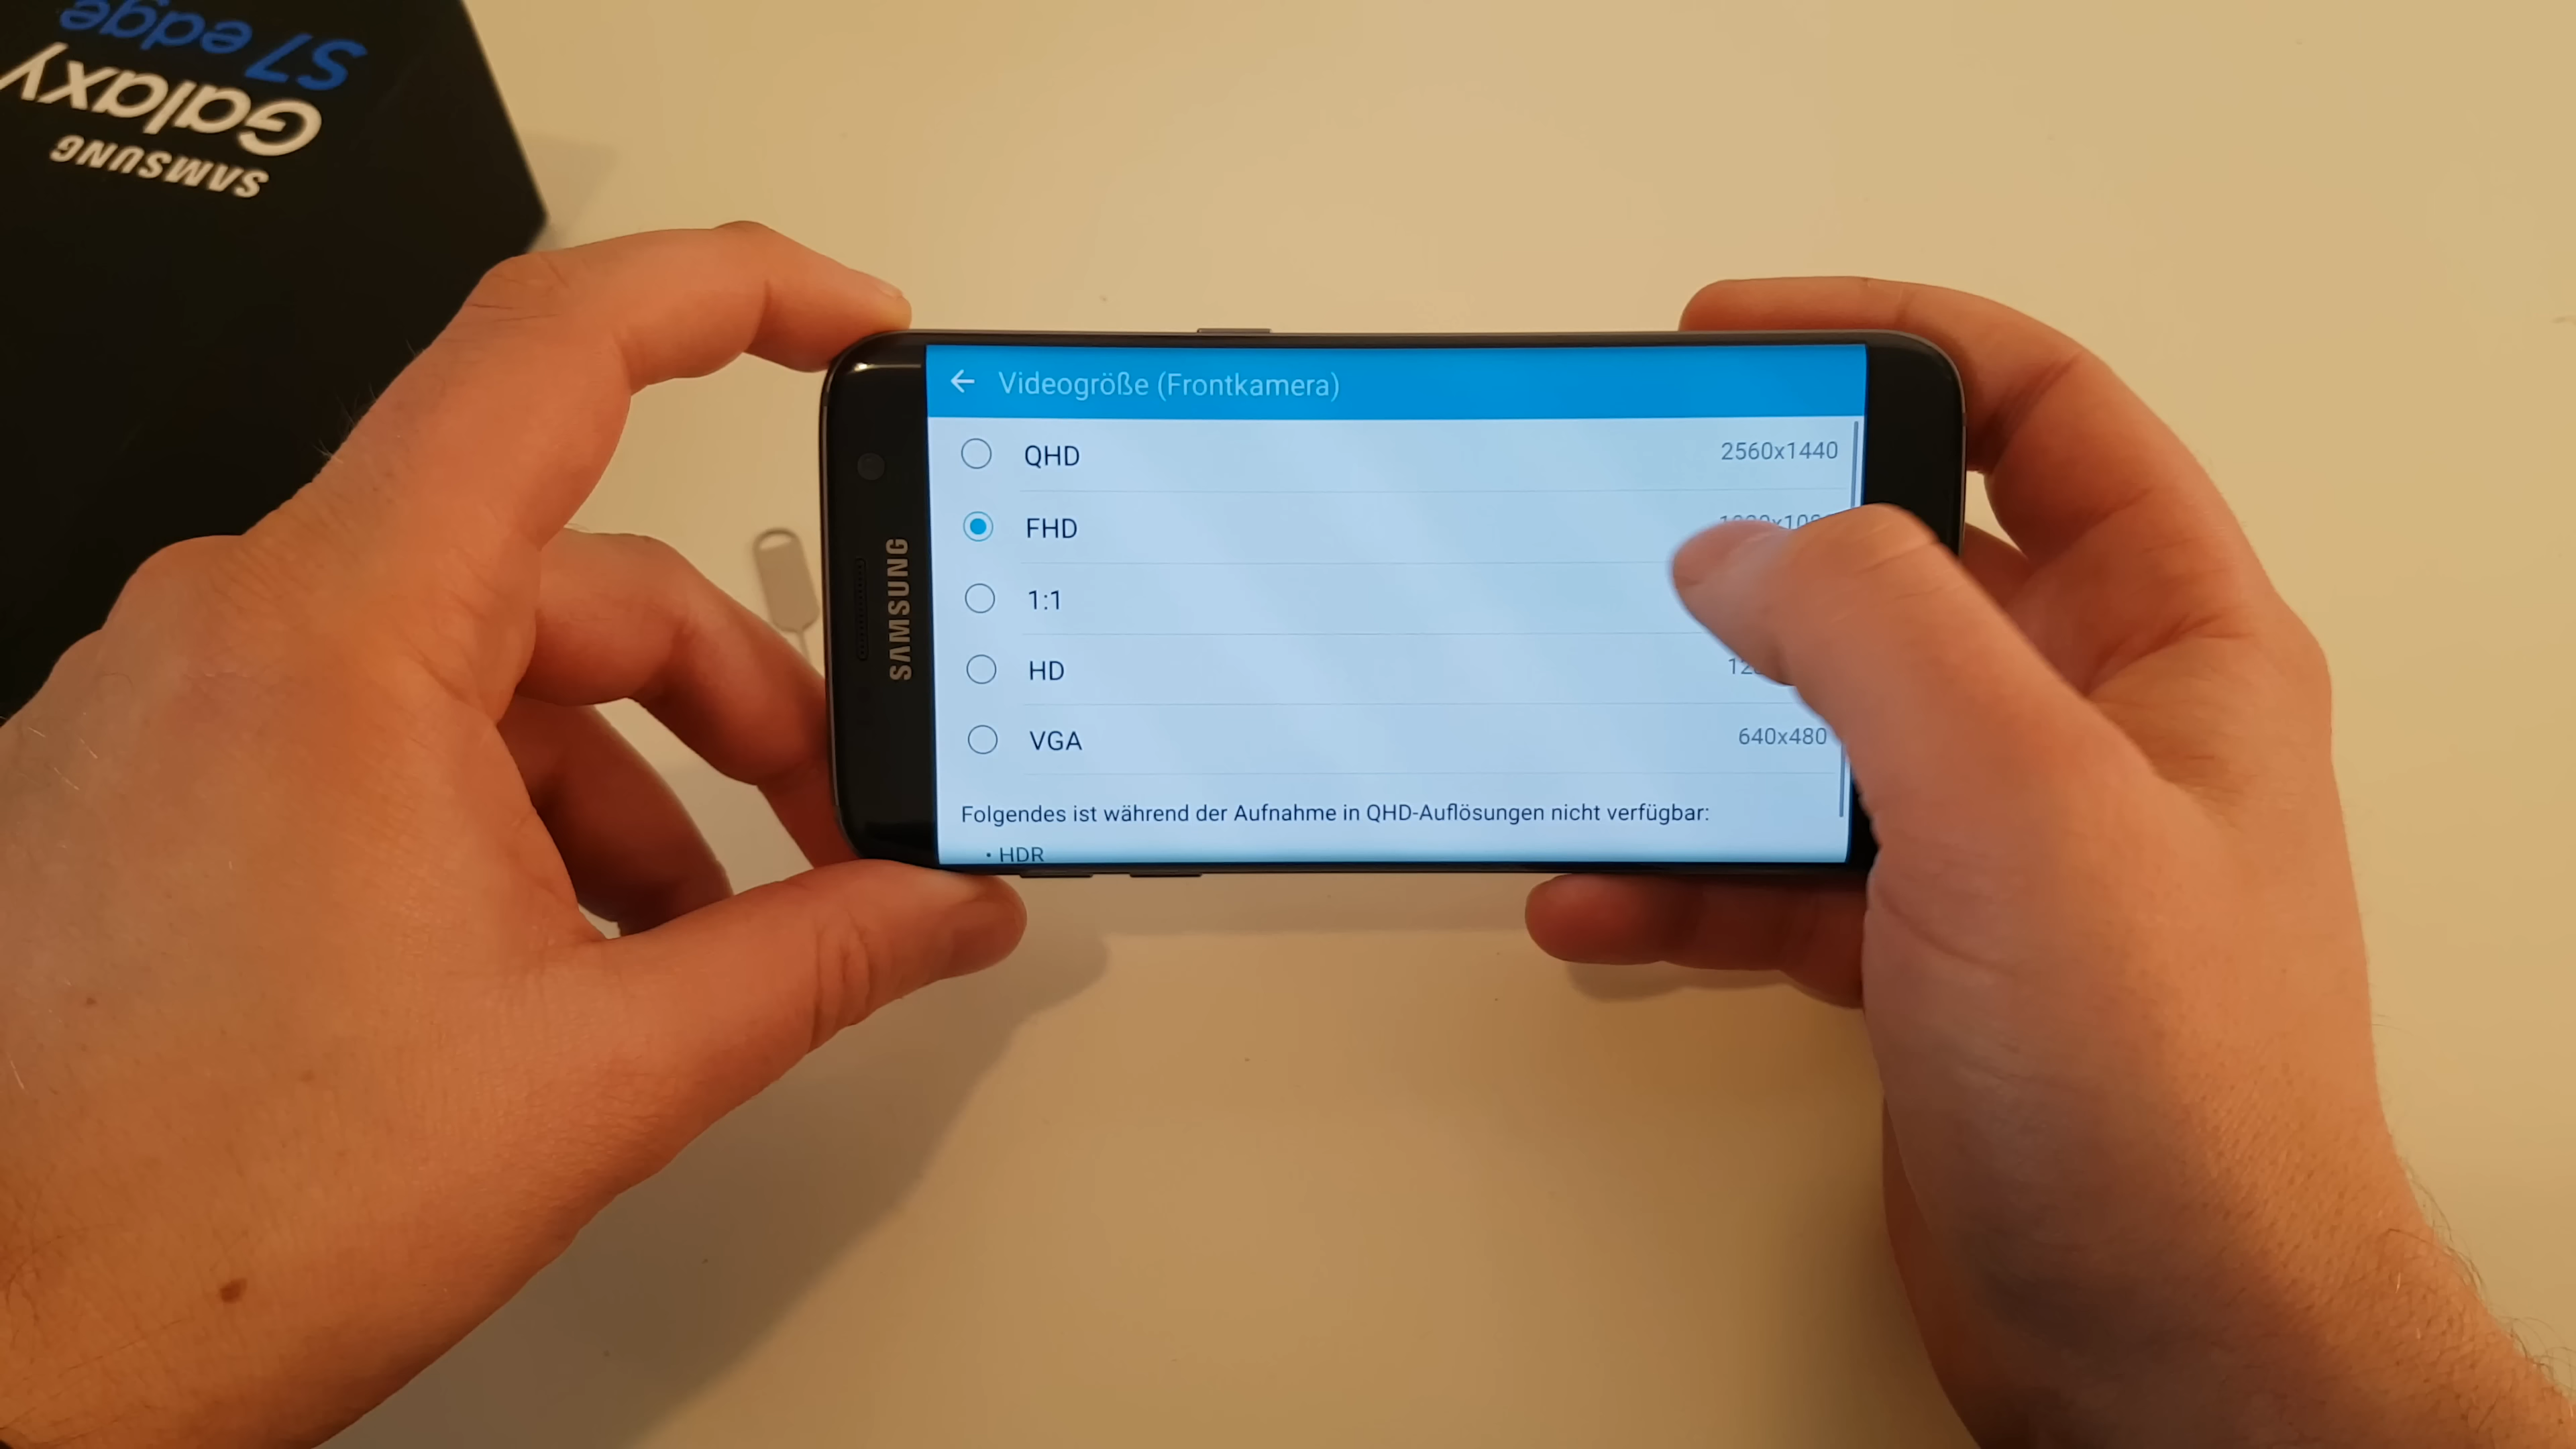 SAMSUNG
Galaxy
S7 edge
SAMSUNG
Videogröße (Frontkamera)
QHD 2560x1440
FHD
1:1
HD
VGA 640x480
Folgendes ist während der Aufnahme in QHD-Auflösungen nicht verfügbar:
• HDR